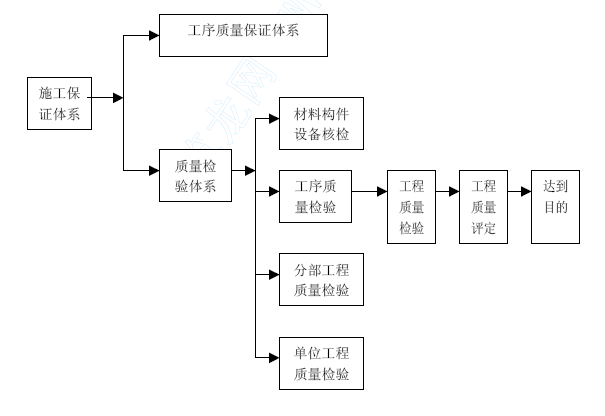 工序质量保证体系
施工保
证体系
材料构件
设备核检
质量检
验体系
工序质
量检验
工程
质量
检验
工程
质量
评定
达到
目的
分部工程
质量检验
单位工程
质量检验